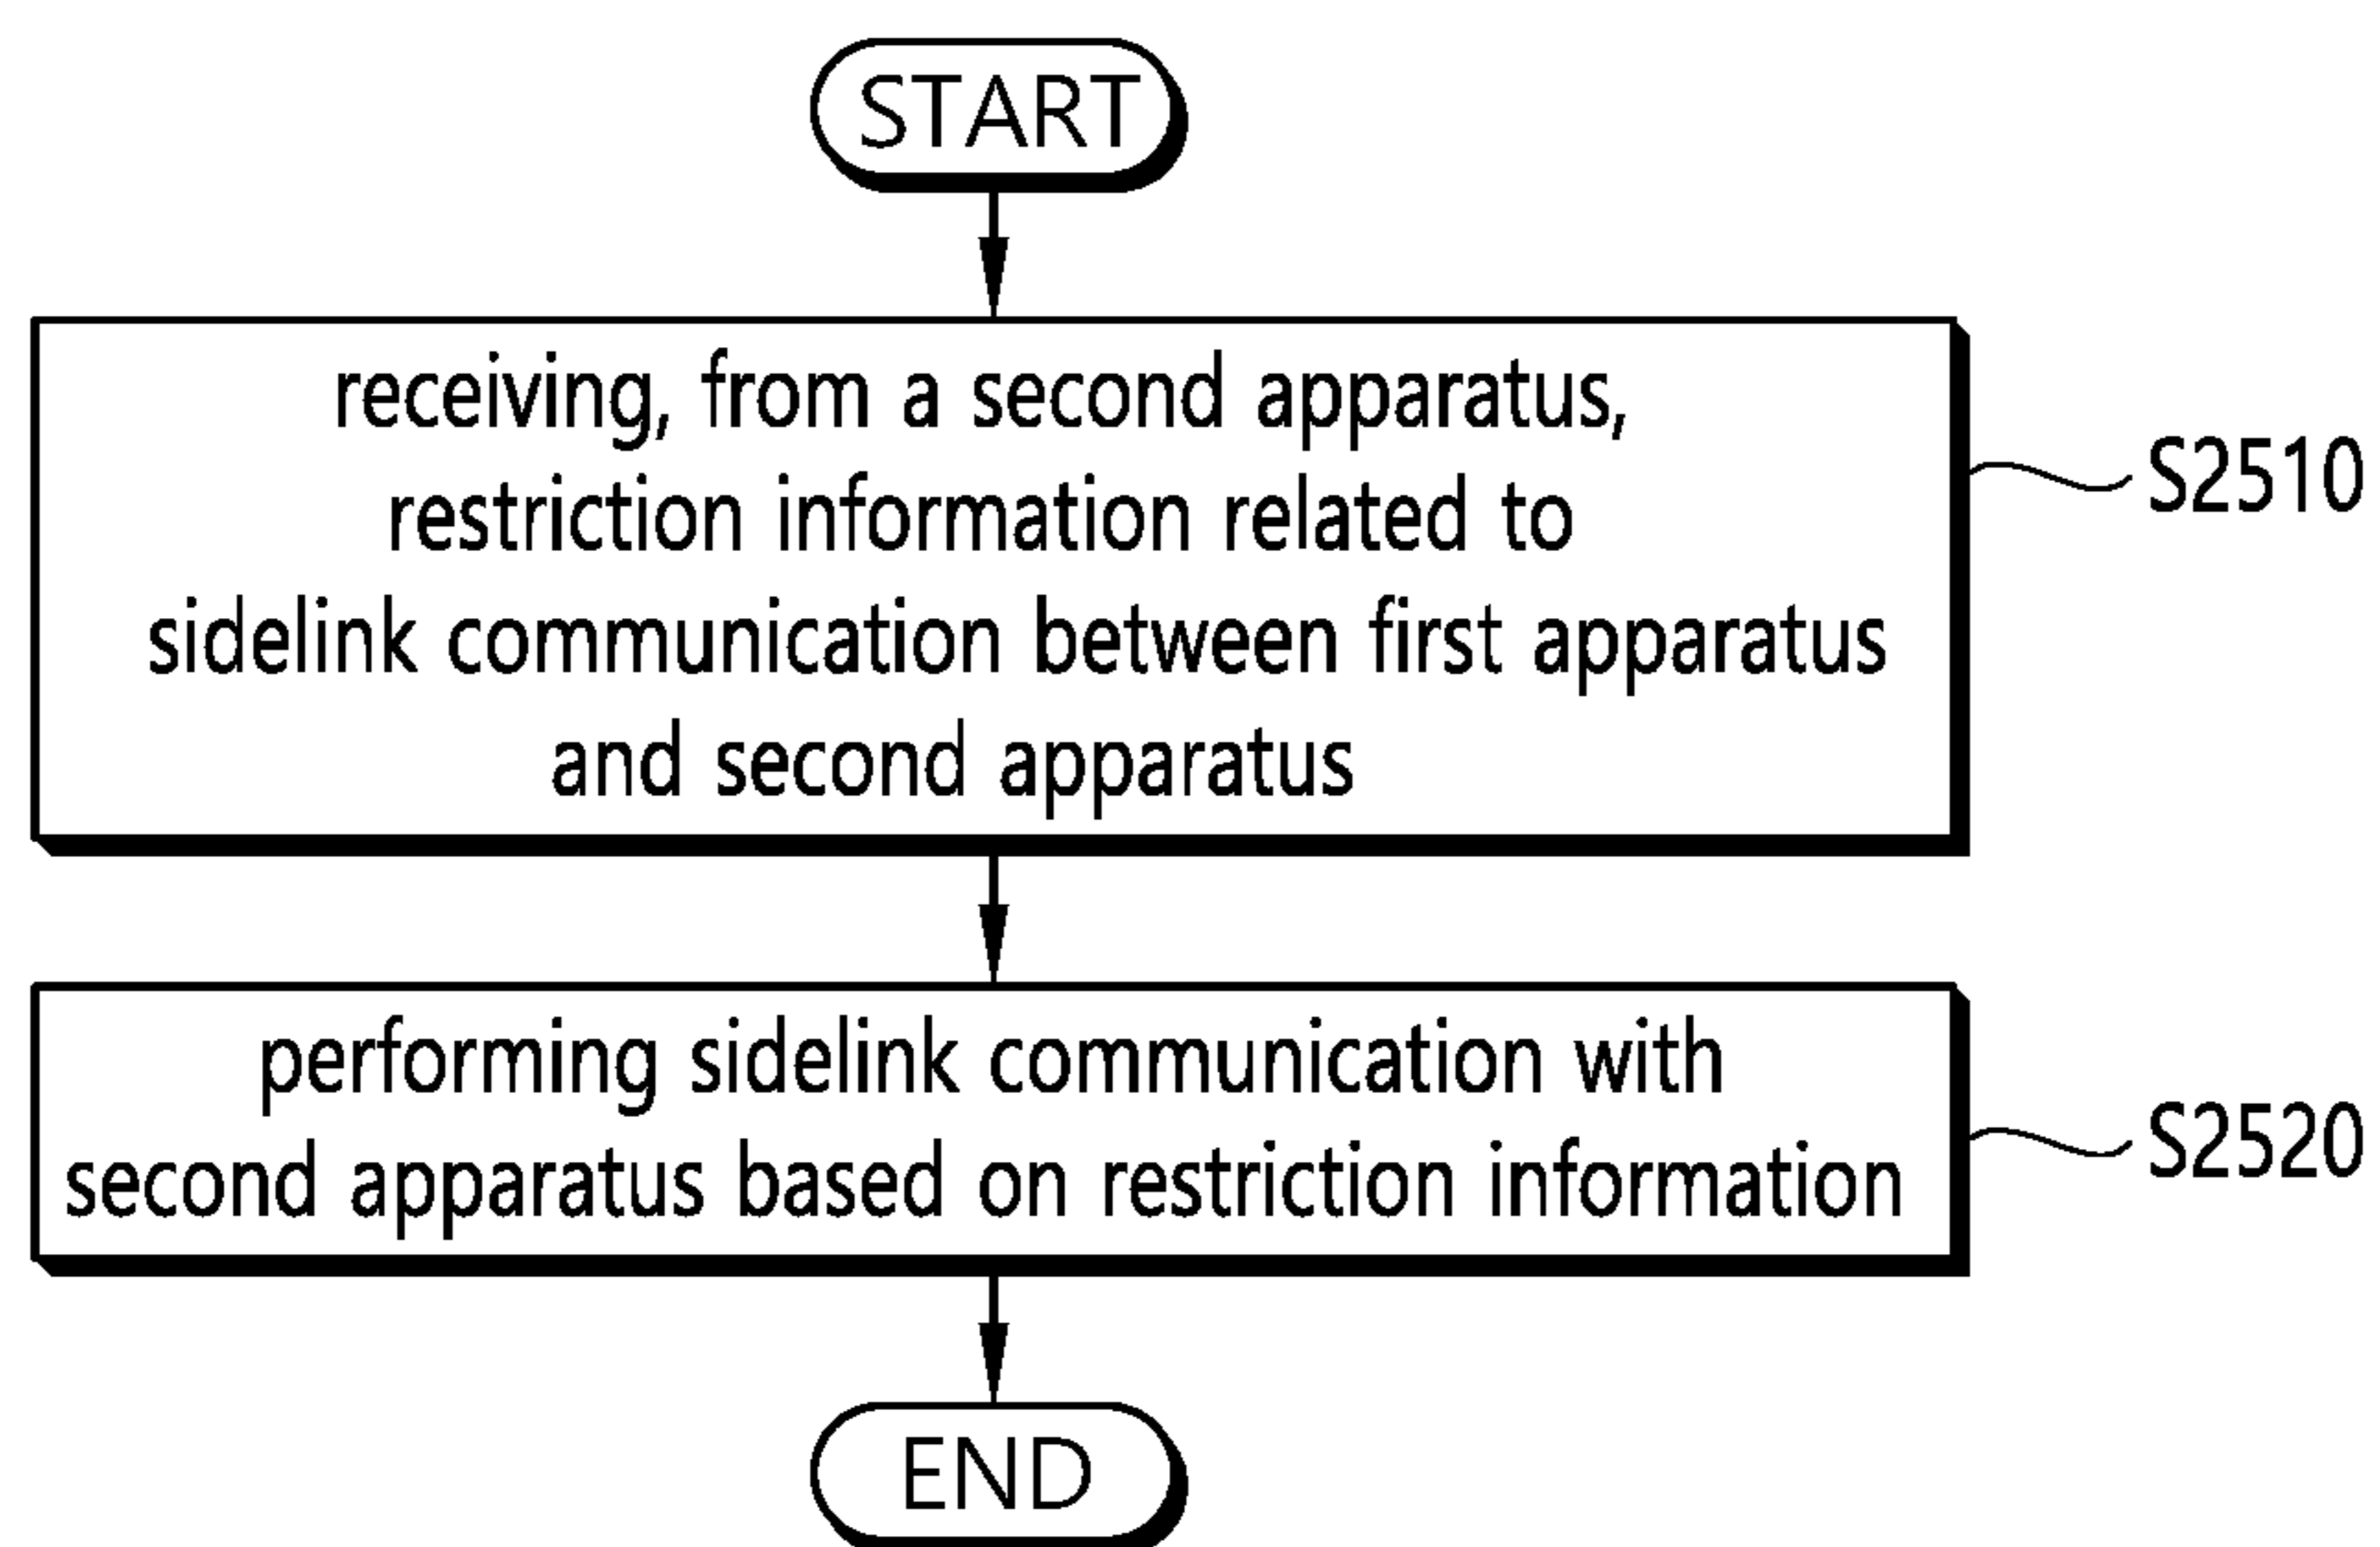 START
receiving, from a second apparatus,
restriction information related to
sidelink communication between first apparatus
and second apparatus
S2510
performing sidelink communication with
second apparatus based on restriction information
S2520
END